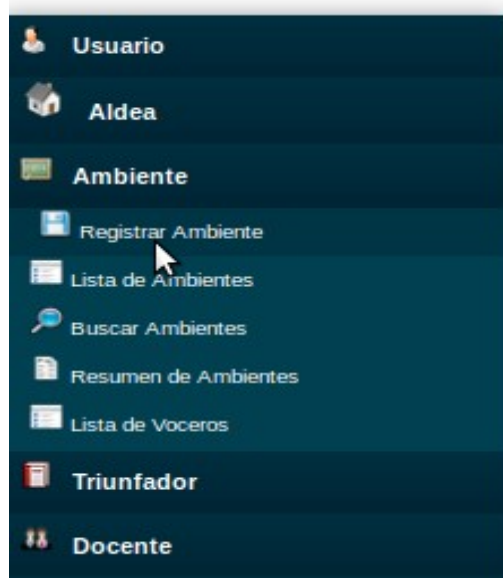 Usuario
Aldea
Ambiente
Registrar Ambiente
Lista de Ambientes
Buscar Ambientes
Resumen de Ambientes
Lista de Voceros
Triunfador
Docente